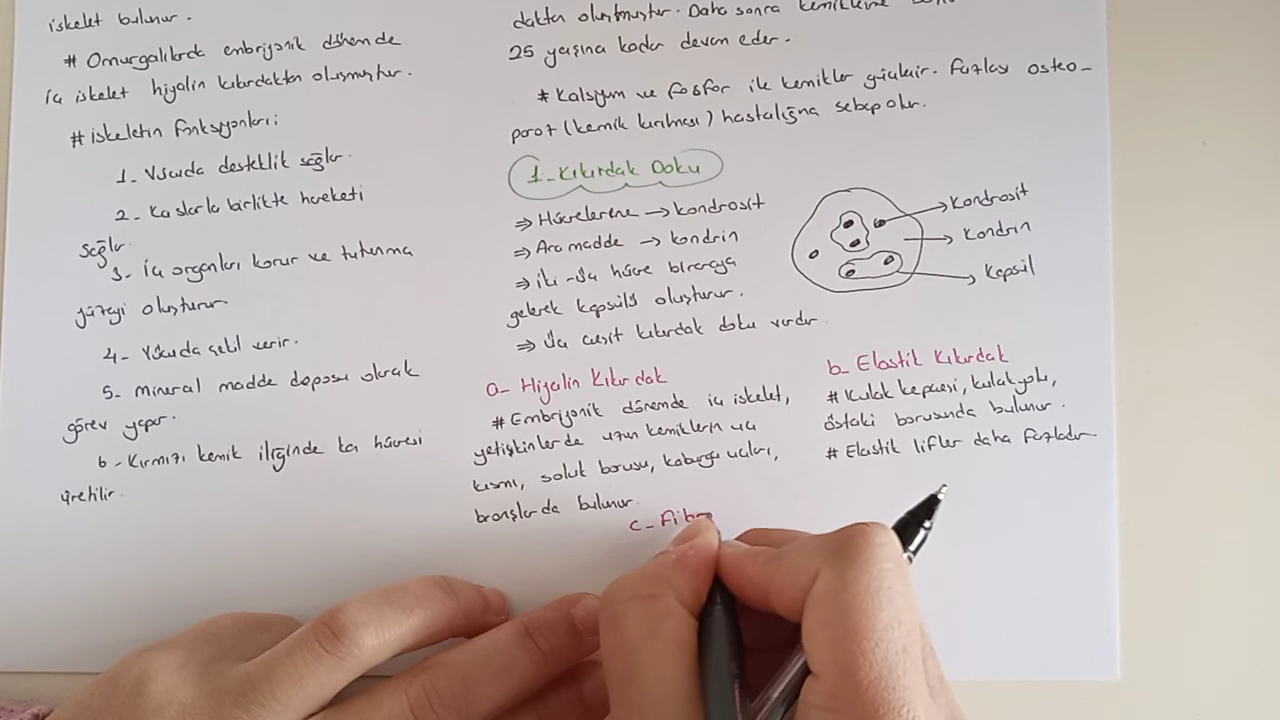 iskelet bulunur.
# Omurgalılarda embriyonik dönemde
iç iskelet hiyalin kıkırdaktan oluşmuştur.
# iskeletin fonksiyonları;
1- Vücuda desteklik sağlar.
2- Kaslarla birlikte hareketi
sağlar.
3- İç organları korur ve tutunma
yüzeyi oluşturur.
4- Vücuda şekil verir.
5- mineral madde deposu olarak
görev yapar.
6- Kırmızı kemik iliğinde kan hücresi
üretilir.
daktan oluşmuştur. Daha sonra kemikleşme
25 yaşına kadar devam eder.
* Kalsiyum ve fosfor ile kemikler güçlenir. Fazlası osteo-
poroz (kemik kırılması) hastalığına sebep olur.
1- Kıkırdak Doku
⇒ Hücrelerine → kondrosit
⇒ Ara madde → kondrin
⇒ iki-üç hücre biraraya
gelerek kapsülü oluşturur.
⇒ Üç çeşit kıkırdak doku vardır.
kondrosit
kondrin
kapsül
a- Hiyalin Kıkırdak
# Embriyonik dönemde iç iskelet,
yetişkinlerde uzun kemiklerin uç
kısmı, soluk borusu, kaburga uçları,
bronşlarda bulunur.
b- Elastik Kıkırdak
# Kulak kepçesi, kulak yolu,
östaki borusunda bulunur.
# Elastik lifler daha fazladır.
c- Fibro